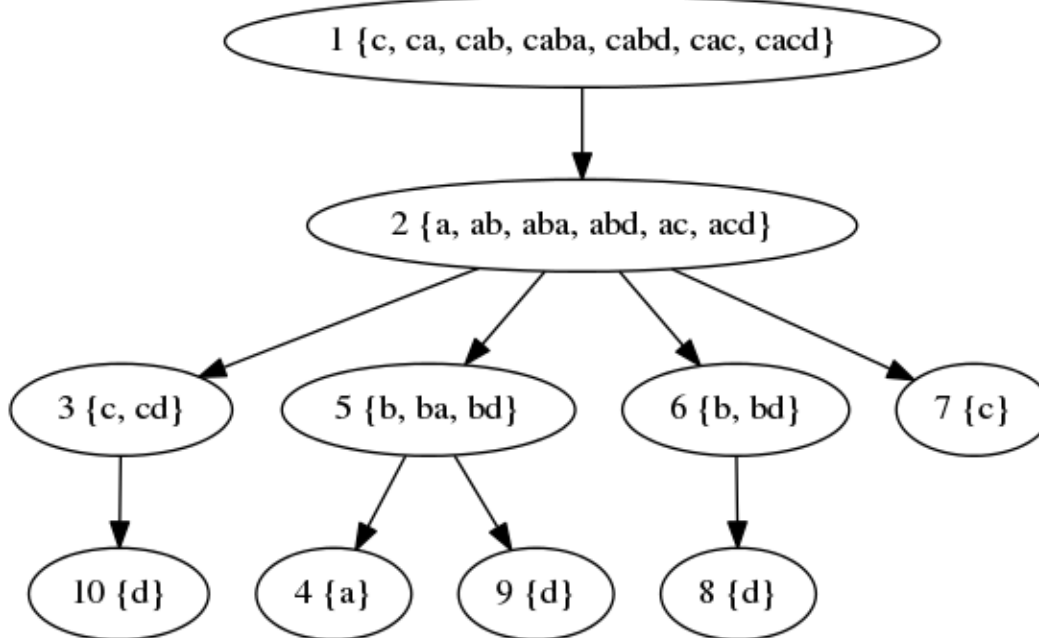 1 {c, ca, cab, caba, cabd, cac, cacd}
2 {a, ab, aba, abd, ac, acd}
3 {c, cd}
5 {b, ba, bd}
6 {b, bd}
7 {c}
10 {d}
4 {a}
9 {d}
8 {d}